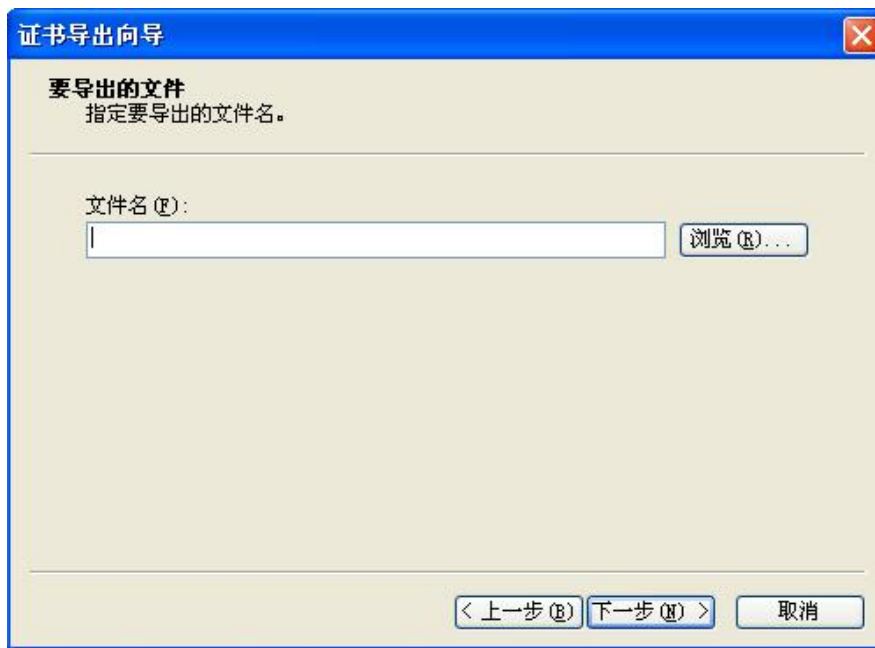 证书导出向导
要导出的文件
指定要导出的文件名。
文件名(F):
浏览(R)...
< 上一步(B) 下一步(N) > 取消